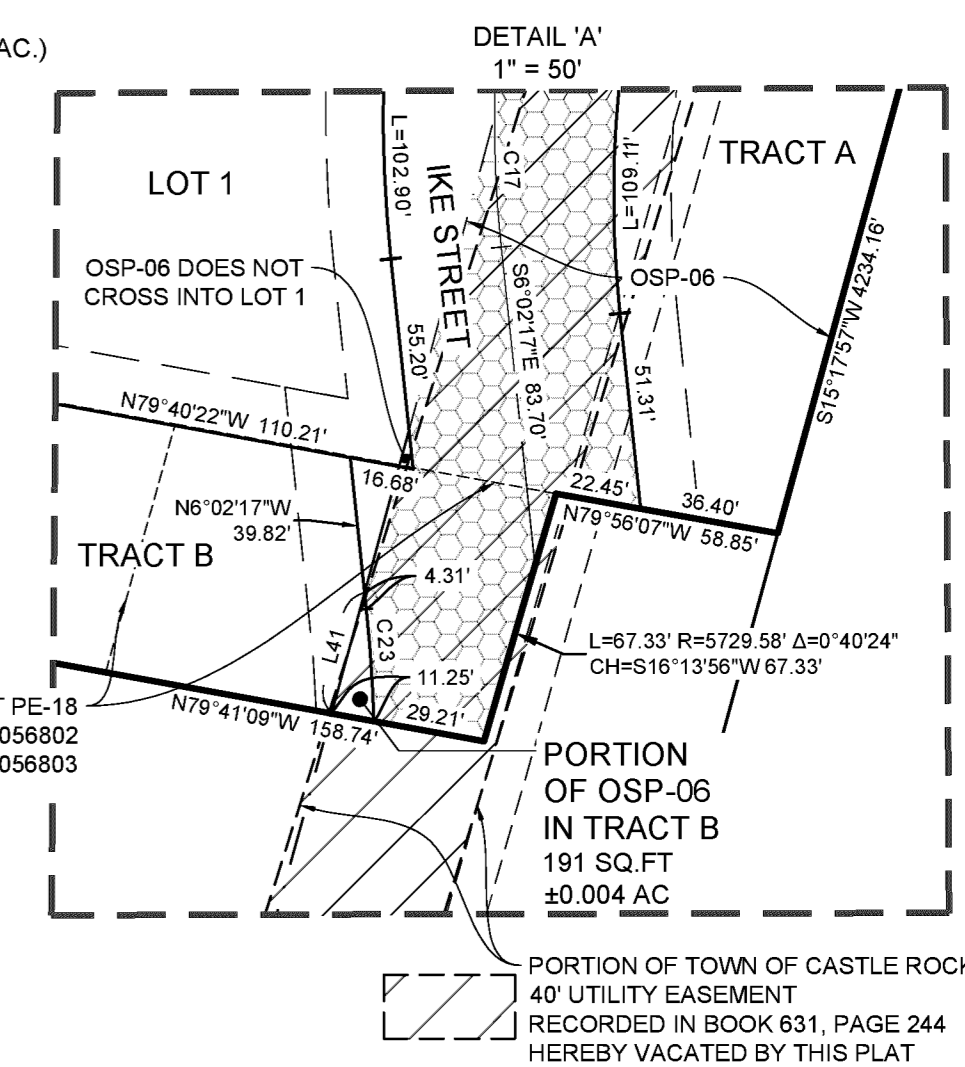 AC.)
DETAIL 'A'
1" = 50'
LOT 1
L=102.90'
IKE STREET
C17
L=109.11'
TRACT A
OSP-06 DOES NOT
CROSS INTO LOT 1
OSP-06
S6°02'17"E 83.70'
S15°17'57"W 4234.16'
55.20'
51.31'
N79°40'22"W 110.21'
16.68'
22.45'
36.40'
N79°56'07"W 58.85'
N6°02'17"W
39.82'
TRACT B
4.31'
L41
C23
L=67.33' R=5729.58' Δ=0°40'24"
CH=S16°13'56"W 67.33'
11.25'
T PE-18
056802
056803
N79°41'09"W 158.74'
29.21'
PORTION
OF OSP-06
IN TRACT B
191 SQ.FT
±0.004 AC
PORTION OF TOWN OF CASTLE ROCK
40' UTILITY EASEMENT
RECORDED IN BOOK 631, PAGE 244
HEREBY VACATED BY THIS PLAT